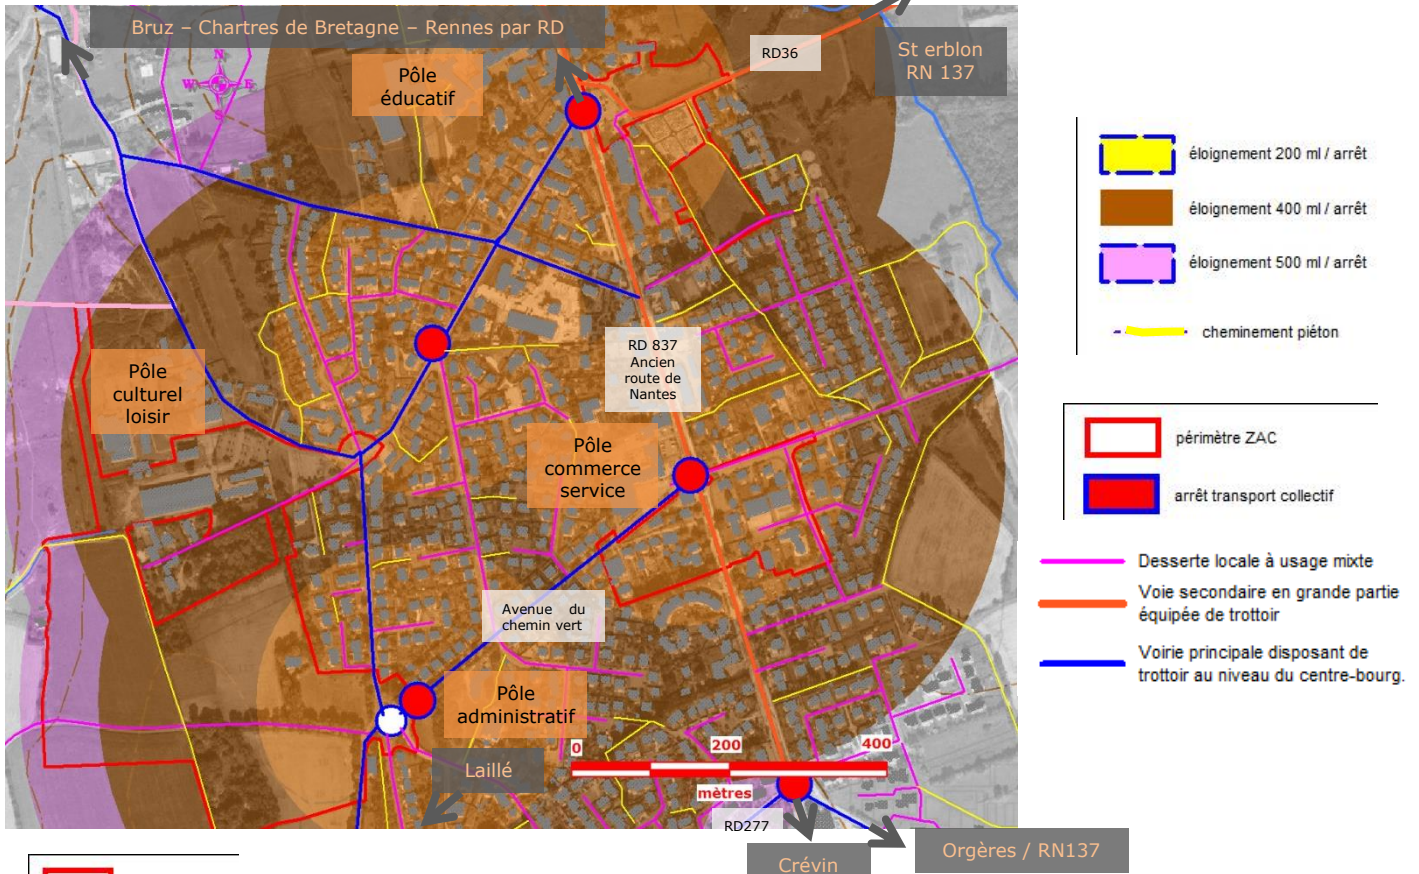 Bruz – Chartres de Bretagne – Rennes par RD
St erblon
RN 137
RD36
N
W
E
S
Pôle
éducatif
Pôle
culturel
loisir
RD 837
Ancien
route de
Nantes
Pôle
commerce
service
Avenue du
chemin vert
Pôle
administratif
Laillé
0
200
400
mètres
RD277
Crévin
Orgères / RN137
éloignement 200 ml / arrêt
éloignement 400 ml / arrêt
éloignement 500 ml / arrêt
cheminement piéton
périmètre ZAC
arrêt transport collectif
Desserte locale à usage mixte
Voie secondaire en grande partie
équipée de trottoir
Voirie principale disposant de
trottoir au niveau du centre-bourg.